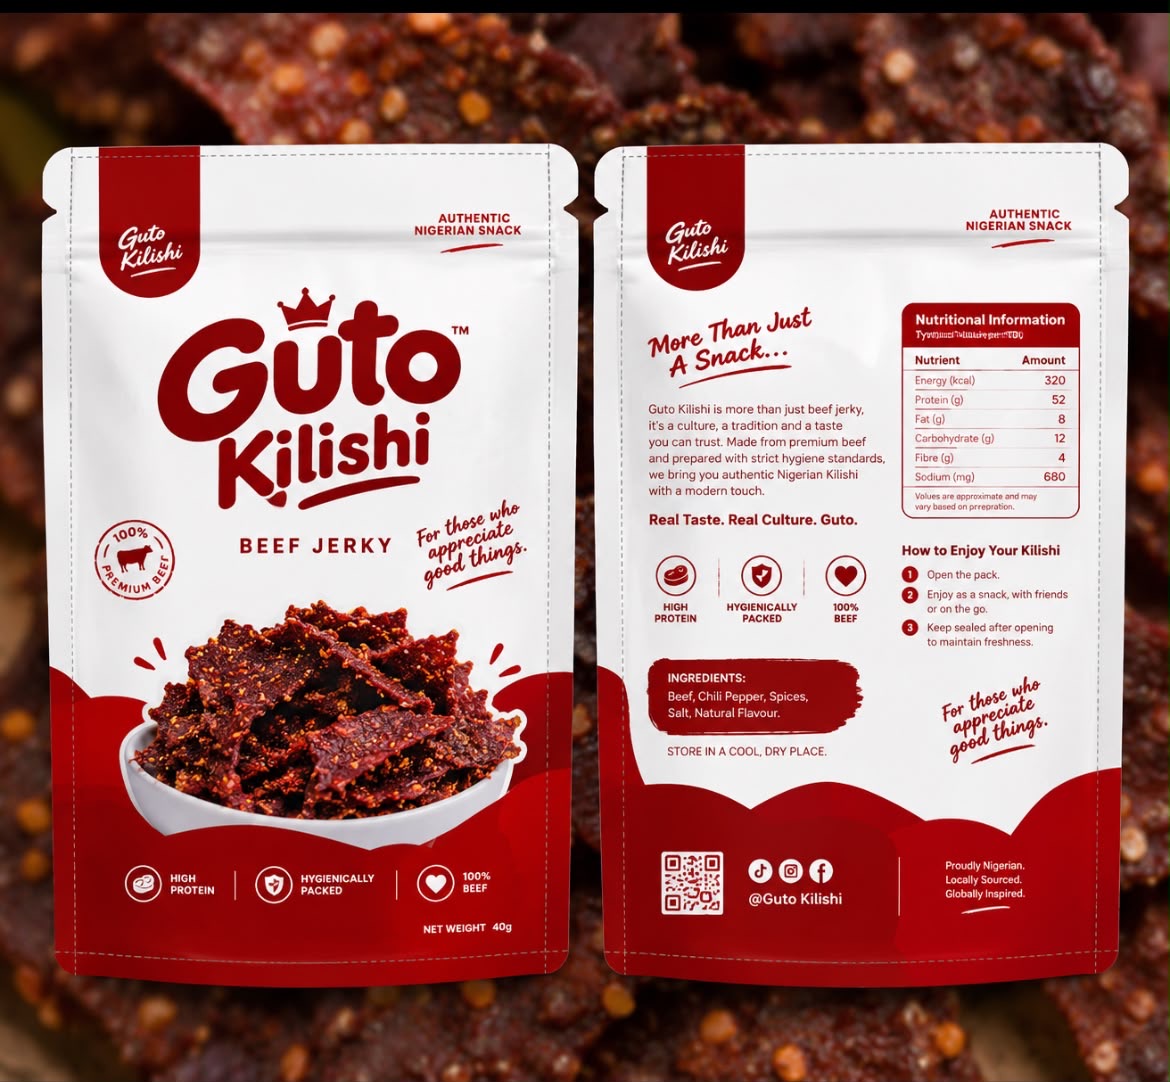 Guto
Kilishi
AUTHENTIC
NIGERIAN SNACK
Guto™
Kilishi
BEEF JERKY
100%
PREMIUM BEEF
For those who
appreciate
good things.
HIGH
PROTEIN
HYGIENICALLY
PACKED
100%
BEEF
NET WEIGHT 40g
Guto
Kilishi
AUTHENTIC
NIGERIAN SNACK
More Than Just
A Snack...
Guto Kilishi is more than just beef jerky,
it's a culture, a tradition and a taste
you can trust. Made from premium beef
and prepared with strict hygiene standards,
we bring you authentic Nigerian Kilishi
with a modern touch.
Real Taste. Real Culture. Guto.
HIGH
PROTEIN
HYGIENICALLY
PACKED
100%
BEEF
INGREDIENTS:
Beef, Chili Pepper, Spices,
Salt, Natural Flavour.
STORE IN A COOL, DRY PLACE.
Nutritional Information
Nutrient Amount
Energy (kcal) 320
Protein (g) 52
Fat (g) 8
Carbohydrate (g) 12
Fibre (g) 4
Sodium (mg) 680
Values are approximate and may
vary based on prepration.
How to Enjoy Your Kilishi
1 Open the pack.
2 Enjoy as a snack, with friends
or on the go.
3 Keep sealed after opening
to maintain freshness.
For those who
appreciate
good things.
@Guto Kilishi
Proudly Nigerian.
Locally Sourced.
Globally Inspired.